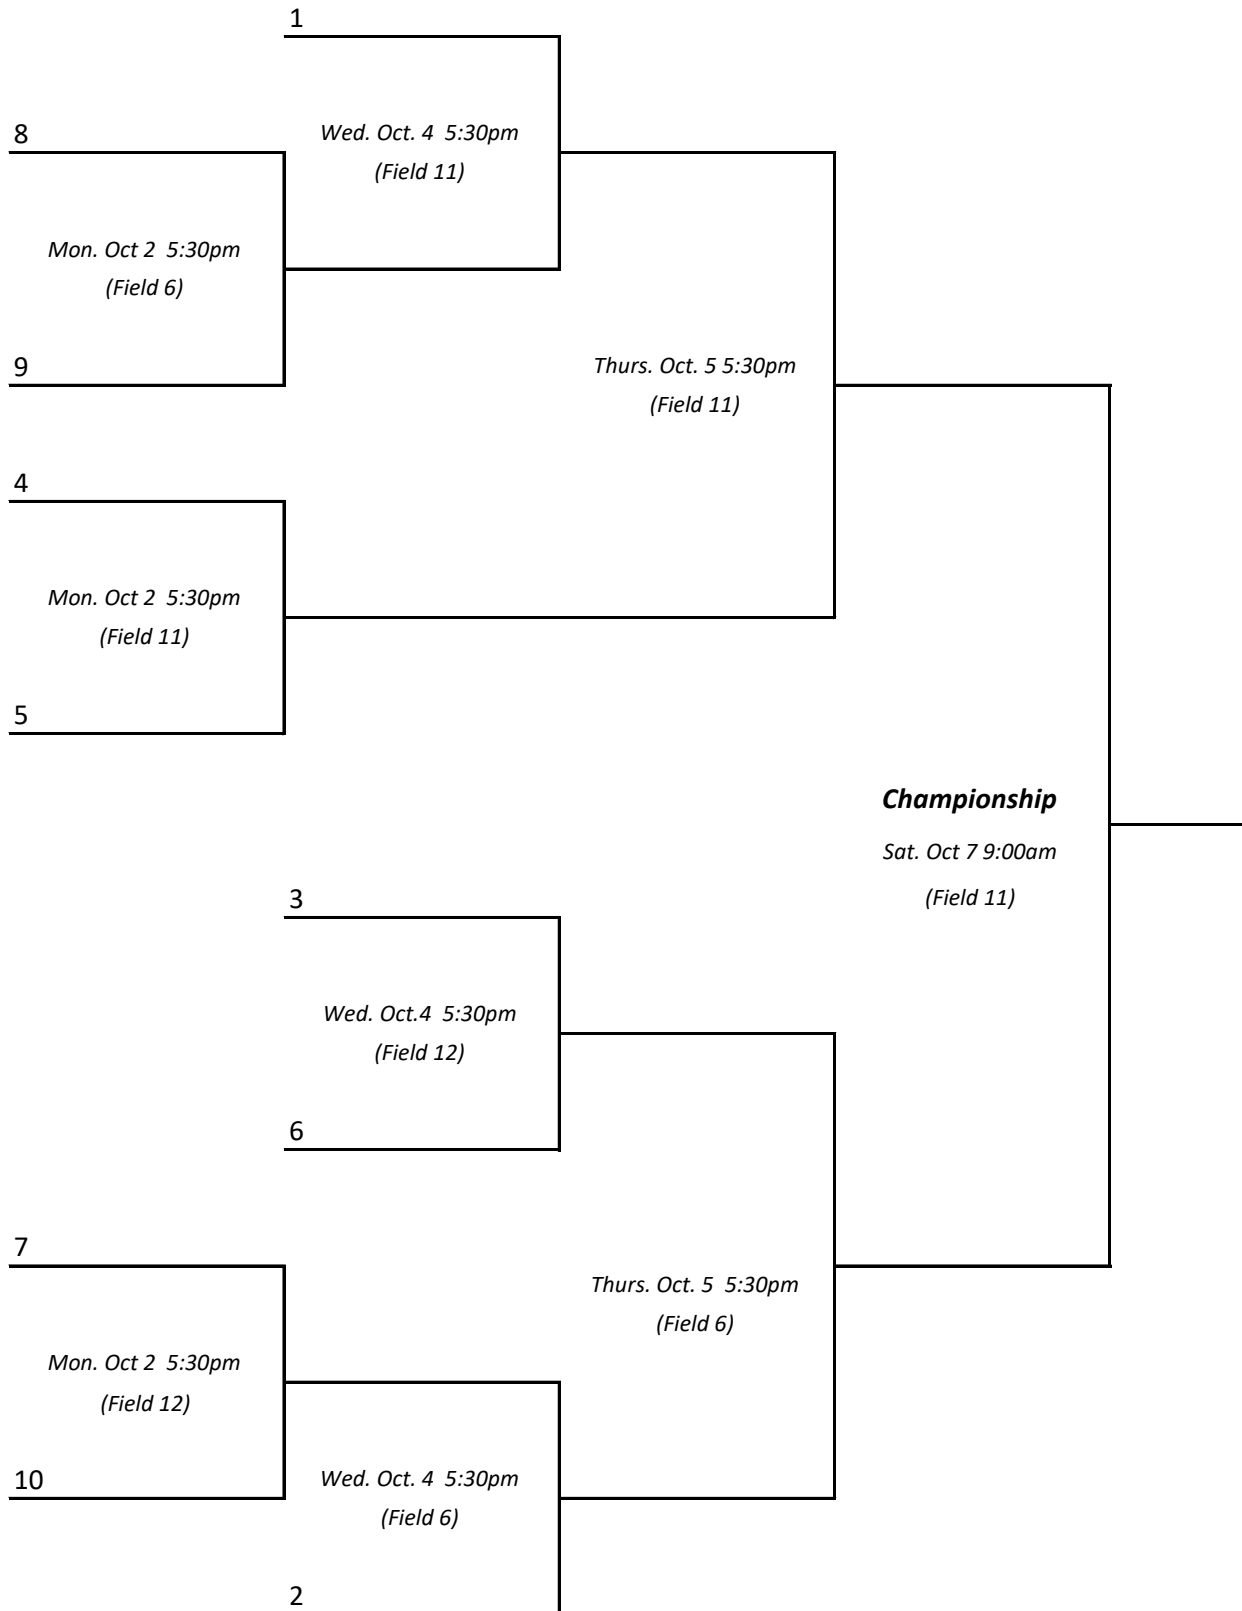 1
8
Wed. Oct. 4  5:30pm
(Field 11)
Mon. Oct 2  5:30pm
(Field 6)
9
Thurs. Oct. 5 5:30pm
(Field 11)
4
Mon. Oct 2  5:30pm
(Field 11)
5
Championship
Sat. Oct 7 9:00am
(Field 11)
3
Wed. Oct.4  5:30pm
(Field 12)
6
7
Thurs. Oct. 5  5:30pm
(Field 6)
Mon. Oct 2  5:30pm
(Field 12)
10
Wed. Oct. 4  5:30pm
(Field 6)
2